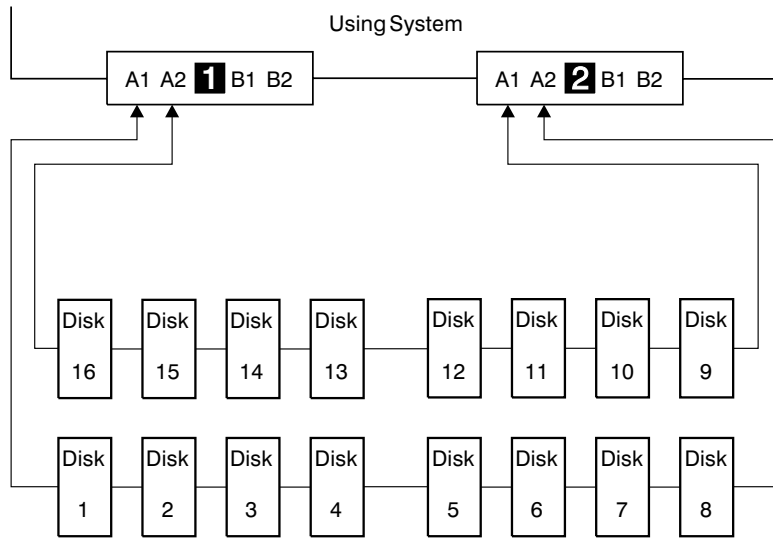 Using System
A1 A2 1 B1 B2
A1 A2 2 B1 B2
Disk Disk Disk Disk Disk Disk Disk Disk
16 15 14 13 12 11 10 9
Disk Disk Disk Disk Disk Disk Disk Disk
1 2 3 4 5 6 7 8